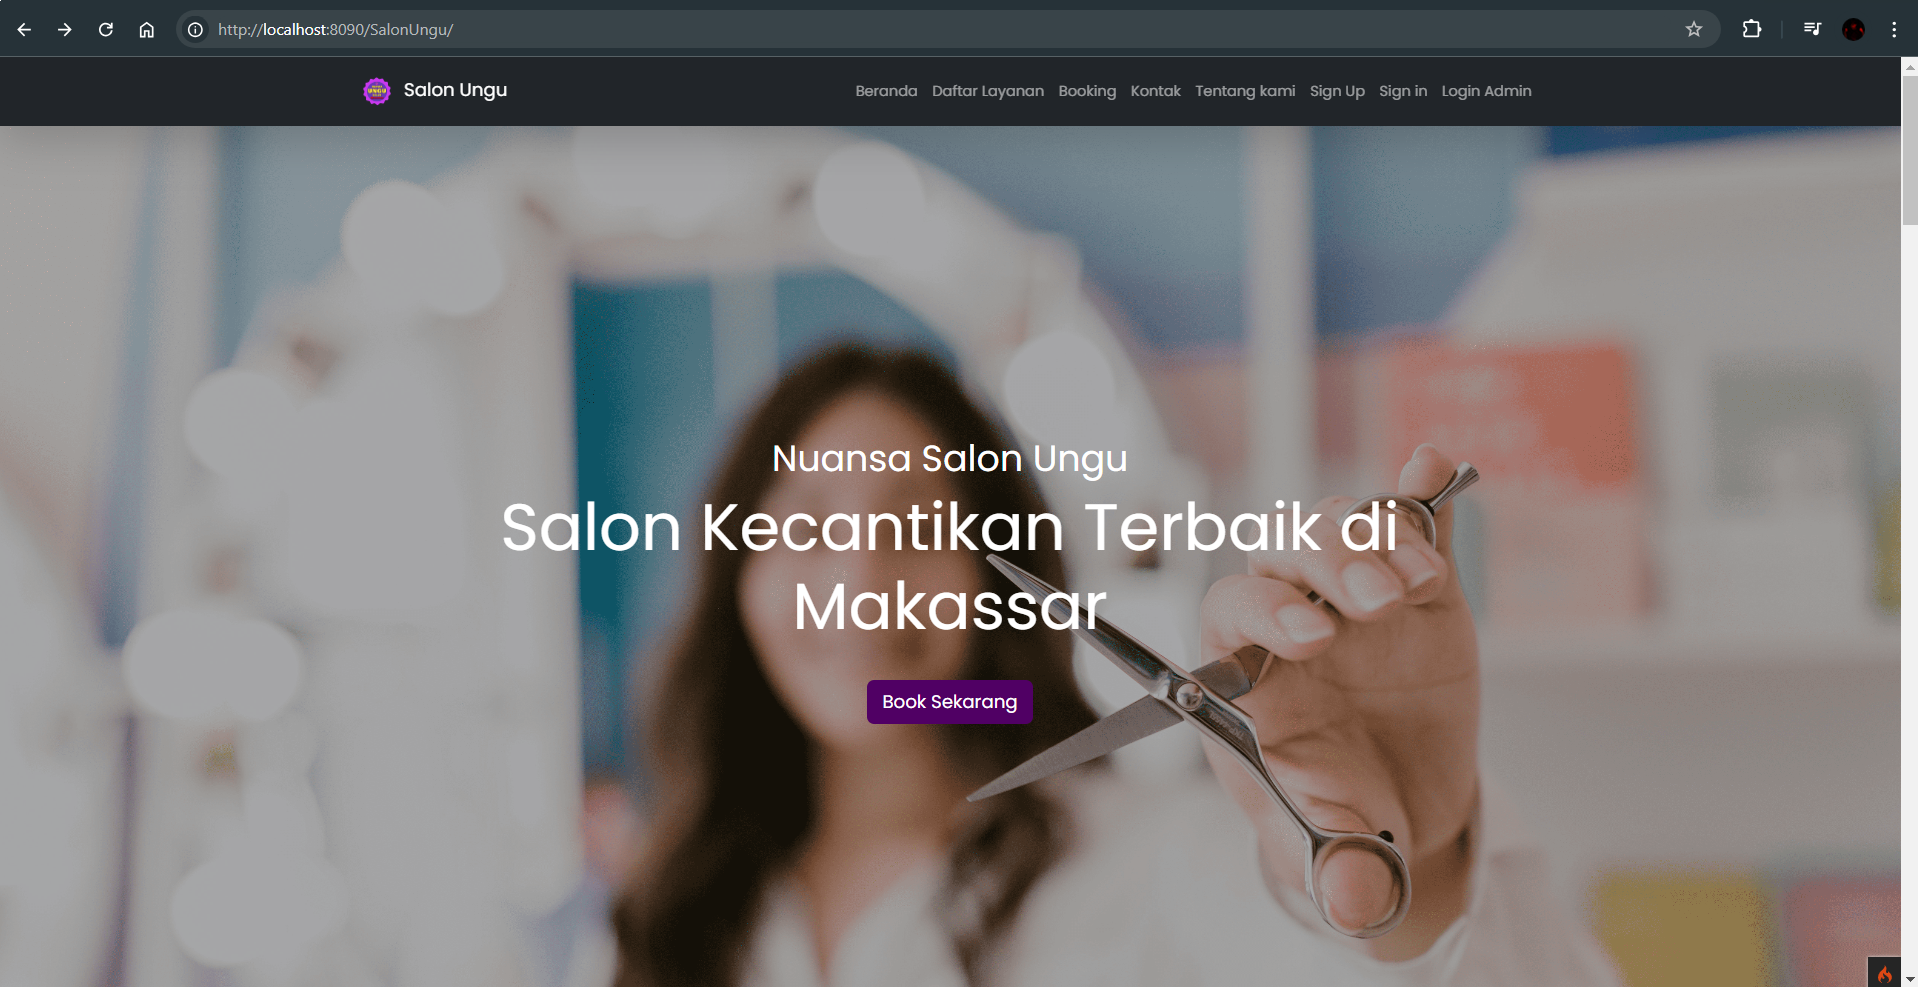 http://localhost:8090/SalonUngu/
UNGU
Salon Ungu
Beranda Daftar Layanan Booking Kontak Tentang kami Sign Up Sign in Login Admin
Nuansa Salon Ungu
Salon Kecantikan Terbaik di
Makassar
Book Sekarang